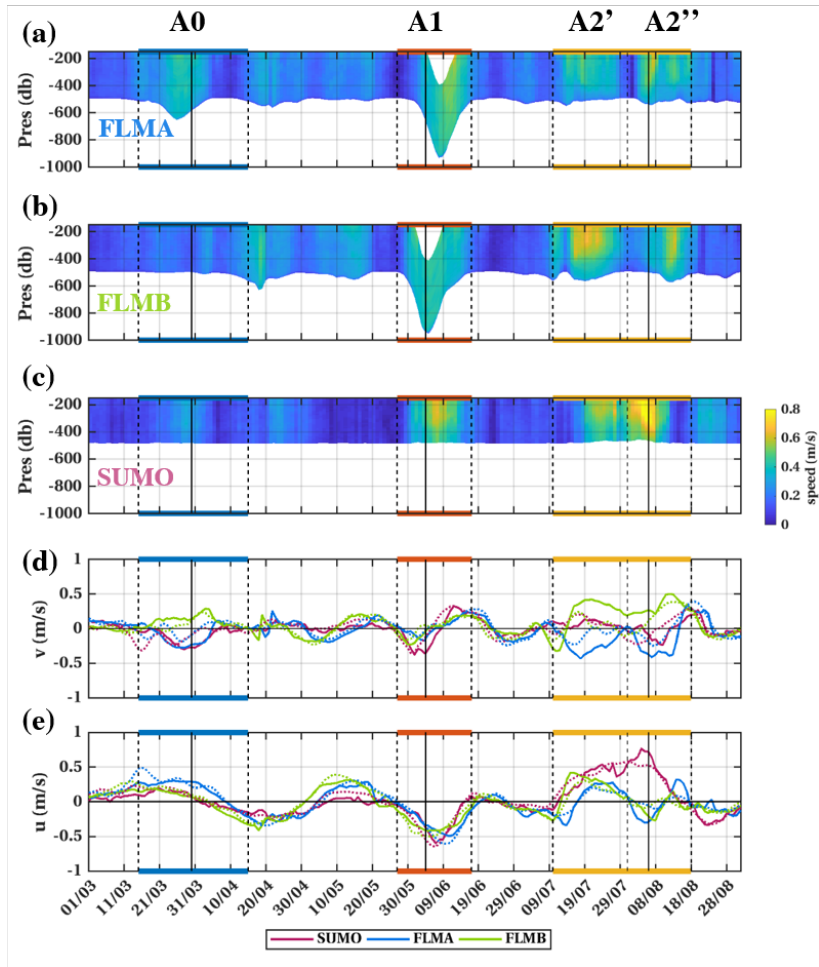 A0 A1 A2' A2''
(a)
-200
-400
-600
-800
-1000
Pres (db)
FLMA
(b)
-200
-400
-600
-800
-1000
Pres (db)
FLMB
(c)
-200
-400
-600
-800
-1000
Pres (db)
SUMO
0.8
0.6
0.4
0.2
0
speed (m/s)
(d)
1
0.5
0
-0.5
-1
v (m/s)
(e)
1
0.5
0
-0.5
-1
u (m/s)
01/03 11/03 21/03 31/03 10/04 20/04 30/04 10/05 20/05 30/05 09/06 19/06 29/06 09/07 19/07 29/07 08/08 18/08 28/08
SUMO FLMA FLMB